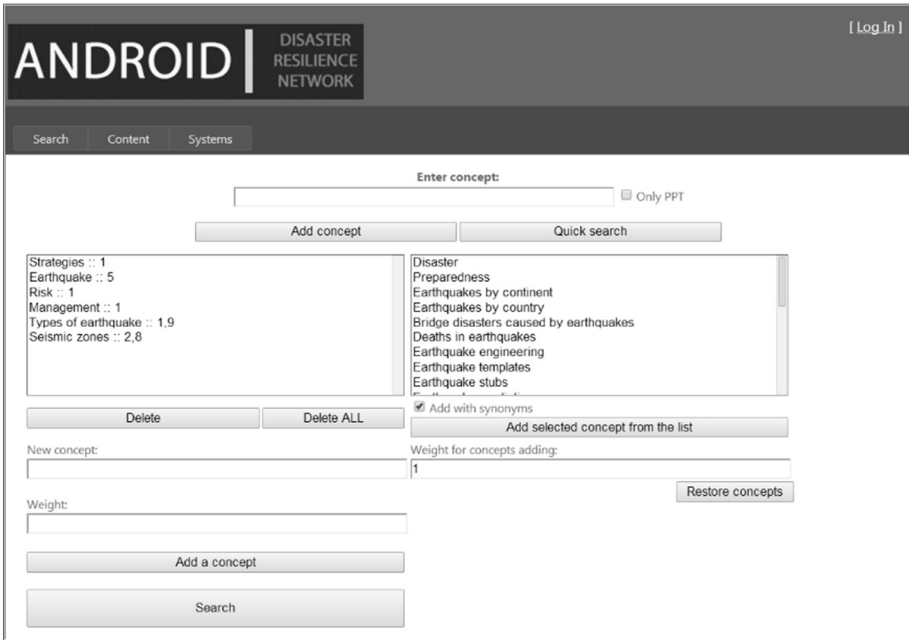 ANDROID
DISASTER
RESILIENCE
NETWORK
[ Log In ]
Search Content Systems
Enter concept:
Only PPT
Add concept Quick search
Strategies :: 1
Earthquake :: 5
Risk :: 1
Management :: 1
Types of earthquake :: 1,9
Seismic zones :: 2,8
Disaster
Preparedness
Earthquakes by continent
Earthquakes by country
Bridge disasters caused by earthquakes
Deaths in earthquakes
Earthquake engineering
Earthquake templates
Earthquake stubs
Delete Delete ALL
Add with synonyms
Add selected concept from the list
New concept:
Weight for concepts adding:
1
Restore concepts
Weight:
Add a concept
Search